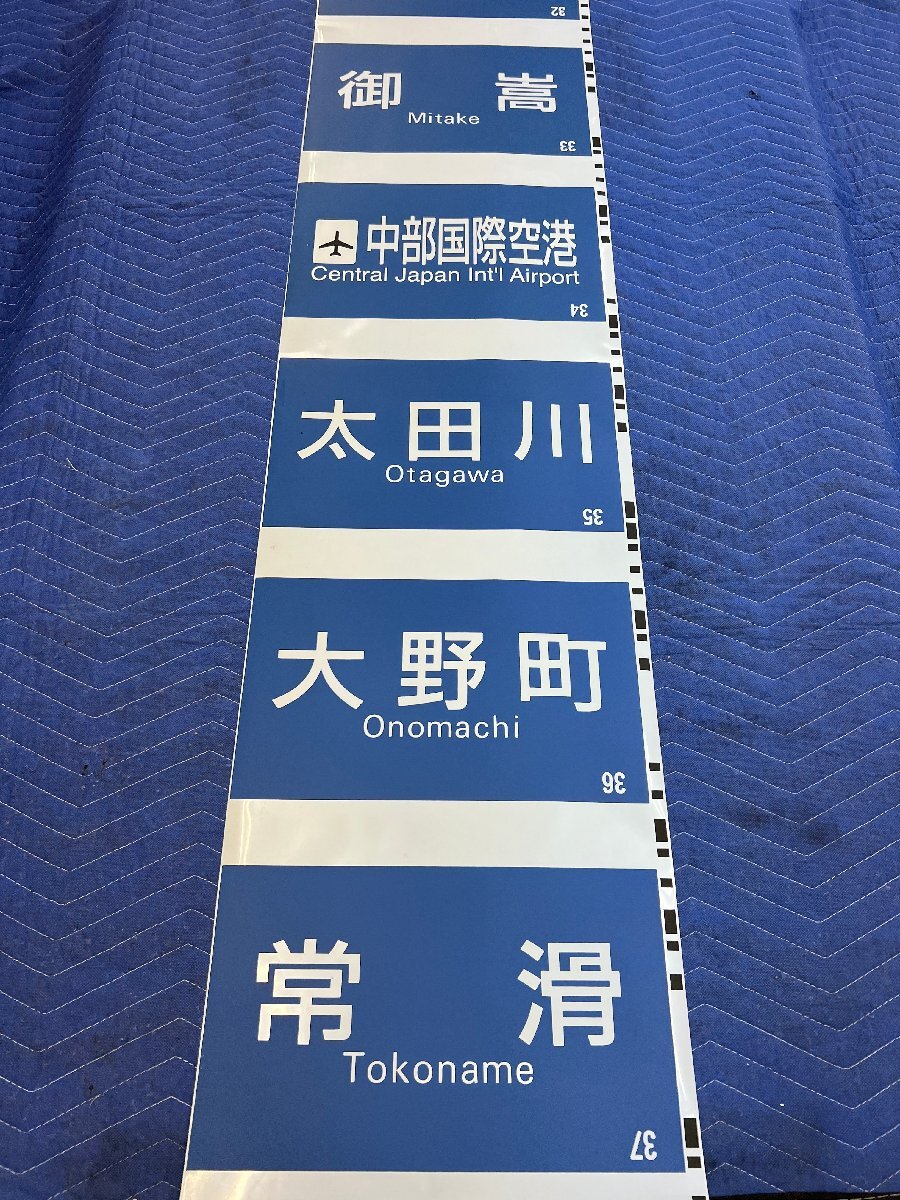 32
御嵩
Mitake
33
中部国際空港
Central Japan Int'l Airport
34
太田川
Otagawa
35
大野町
Onomachi
36
常滑
Tokoname
37